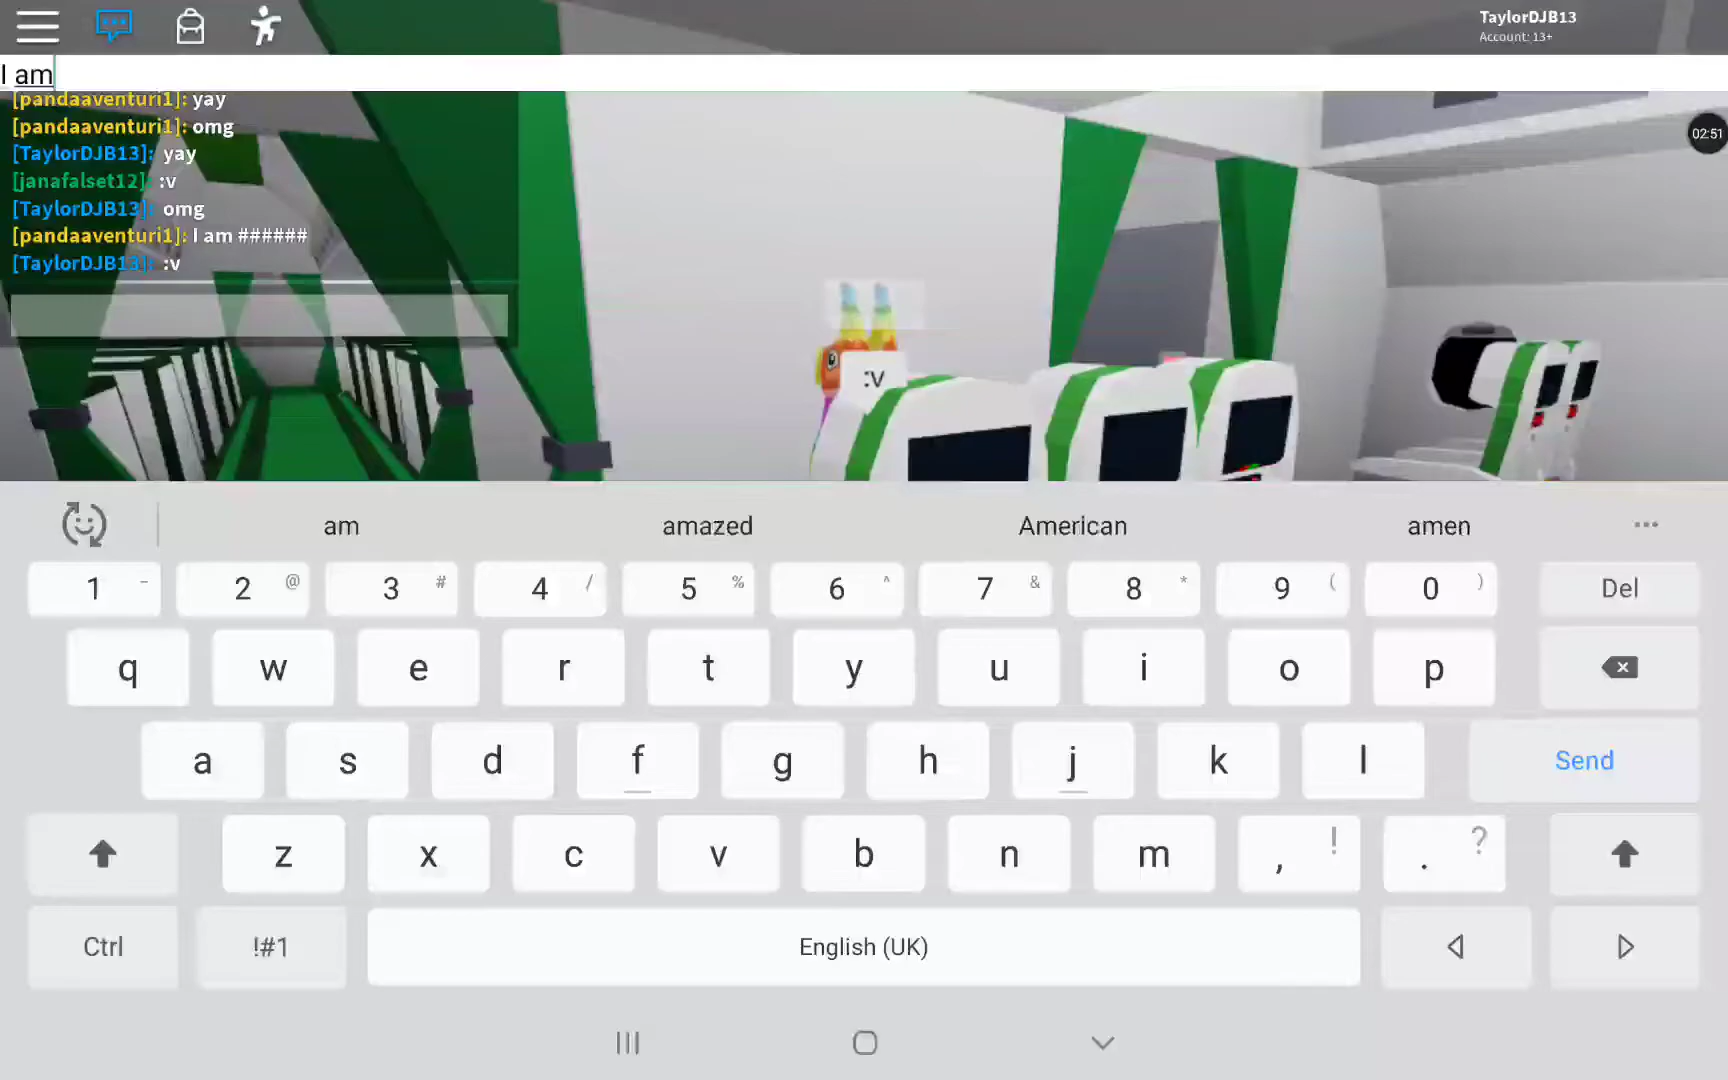 TaylorDJB13
Account: 13+
I am
[pandaaventuri1]: yay
[pandaaventuri1]: omg
[TaylorDJB13]: yay
[janafalset12]: :v
[TaylorDJB13]: omg
[pandaaventuri1]: I am ######
[TaylorDJB13]: :v
02:51
:v
am amazed American amen ...
1 - 2 @ 3 # 4 / 5 % 6 ^ 7 & 8 * 9 ( 0 ) Del
q w e r t y u i o p
a s d f g h j k l Send
z x c v b n m , ! . ?
Ctrl !#1 English (UK)